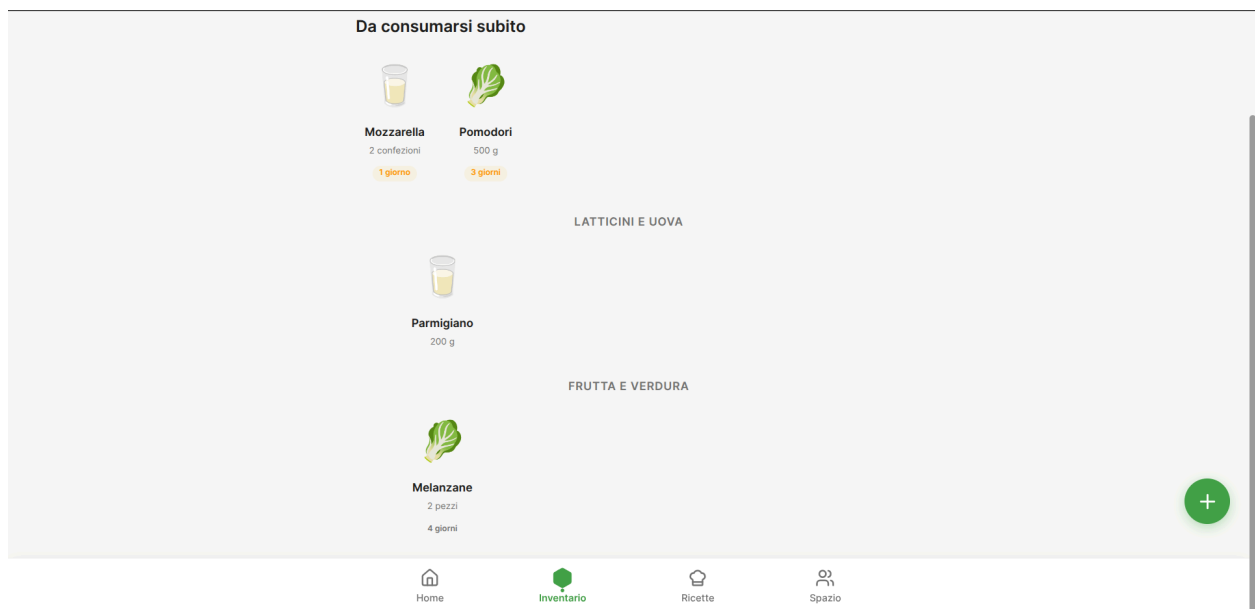 Da consumarsi subito
Mozzarella
2 confezioni
1 giorno
Pomodori
500 g
3 giorni
LATTICINI E UOVA
Parmigiano
200 g
FRUTTA E VERDURA
Melanzane
2 pezzi
4 giorni
Home
Inventario
Ricette
Spazio